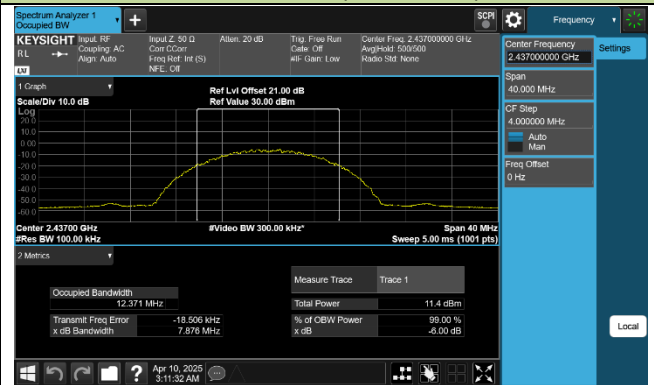 Spectrum Analyzer 1
Occupied BW
SCPI
Frequency
KEYSIGHT
RL
LXI
Input: RF
Coupling: AC
Align: Auto
Input Z: 50 Ω
Corr CCorr
Freq Ref: Int (S)
NFE: Off
Atten: 20 dB
Trig: Free Run
Gate: Off
#IF Gain: Low
Center Freq: 2.437000000 GHz
Avg|Hold: 500/500
Radio Std: None
Center Frequency
2.437000000 GHz
Settings
Span
40.000 MHz
CF Step
4.000000 MHz
Auto
Man
Freq Offset
0 Hz
1 Graph
Scale/Div 10.0 dB
Ref Lvl Offset 21.00 dB
Ref Value 30.00 dBm
Log
20.0
10.0
0.00
-10.0
-20.0
-30.0
-40.0
-50.0
-60.0
Center 2.43700 GHz
#Video BW 300.00 kHz*
Span 40 MHz
#Res BW 100.00 kHz
Sweep 5.00 ms (1001 pts)
2 Metrics
Measure Trace
Trace 1
Occupied Bandwidth
12.371 MHz
Total Power
11.4 dBm
Transmit Freq Error
-18.506 kHz
% of OBW Power
99.00 %
x dB Bandwidth
7.876 MHz
x dB
-6.00 dB
Local
Apr 10, 2025
3:11:32 AM